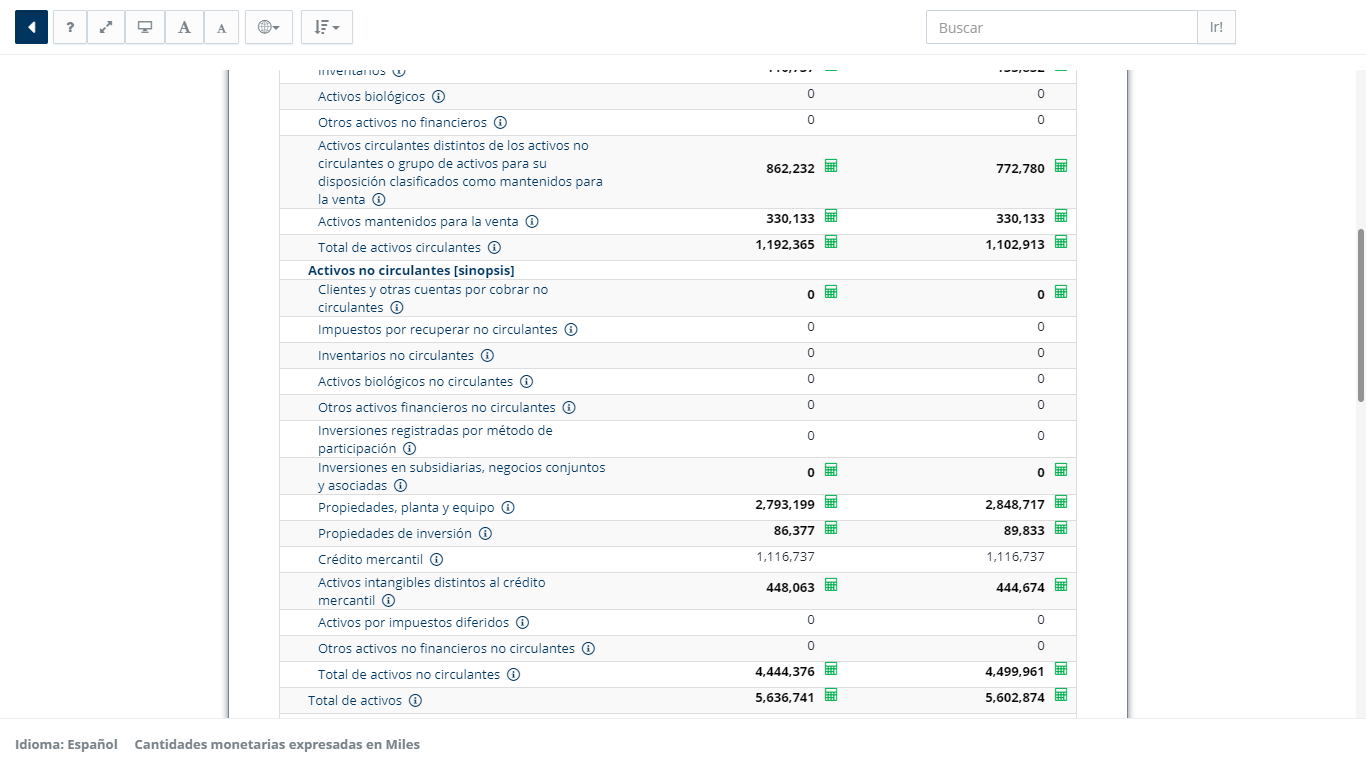 ? A A Buscar Ir!
Inventarios
Activos biológicos 0 0
Otros activos no financieros 0 0
Activos circulantes distintos de los activos no
circulantes o grupo de activos para su
disposición clasificados como mantenidos para
la venta 862,232 772,780
Activos mantenidos para la venta 330,133 330,133
Total de activos circulantes 1,192,365 1,102,913
Activos no circulantes [sinopsis]
Clientes y otras cuentas por cobrar no
circulantes 0 0
Impuestos por recuperar no circulantes 0 0
Inventarios no circulantes 0 0
Activos biológicos no circulantes 0 0
Otros activos financieros no circulantes 0 0
Inversiones registradas por método de
participación 0 0
Inversiones en subsidiarias, negocios conjuntos
y asociadas 0 0
Propiedades, planta y equipo 2,793,199 2,848,717
Propiedades de inversión 86,377 89,833
Crédito mercantil 1,116,737 1,116,737
Activos intangibles distintos al crédito
mercantil 448,063 444,674
Activos por impuestos diferidos 0 0
Otros activos no financieros no circulantes 0 0
Total de activos no circulantes 4,444,376 4,499,961
Total de activos 5,636,741 5,602,874
Idioma: Español Cantidades monetarias expresadas en Miles